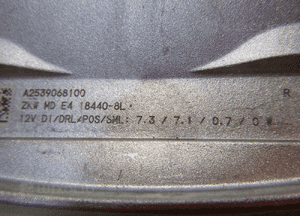 A2539068100 R
ZKW MD E4 18440-8L
12V DI/DRL/POS/SML: 7.3 / 7.1 / 0.7 / 0 W